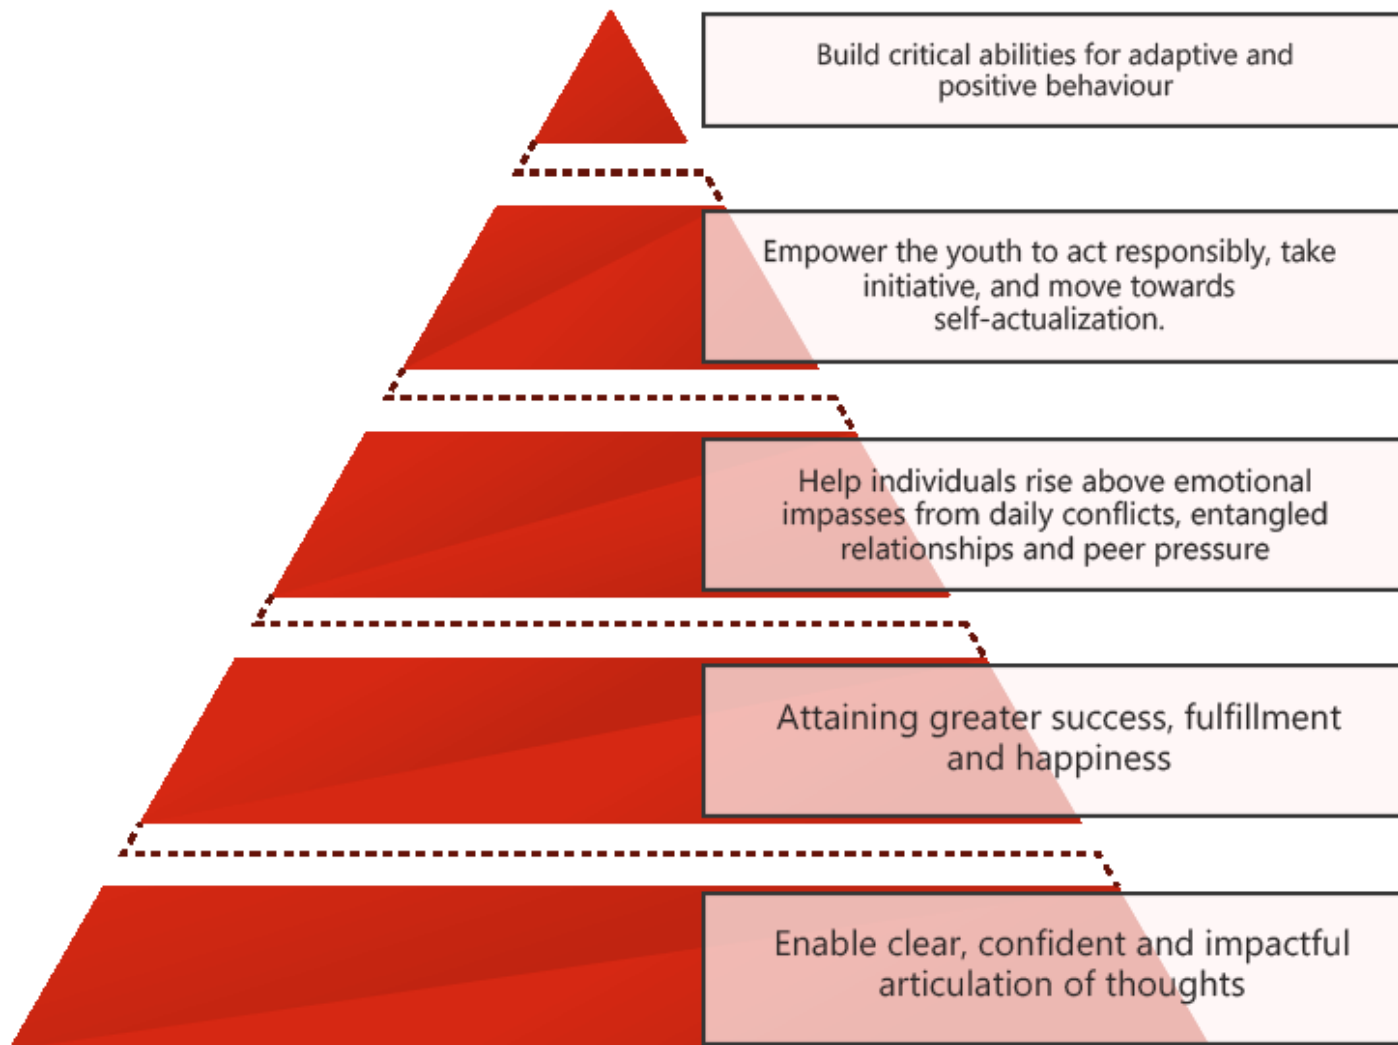 Build critical abilities for adaptive and
positive behaviour
Empower the youth to act responsibly, take
initiative, and move towards
self-actualization.
Help individuals rise above emotional
impasses from daily conflicts, entangled
relationships and peer pressure
Attaining greater success, fulfillment
and happiness
Enable clear, confident and impactful
articulation of thoughts